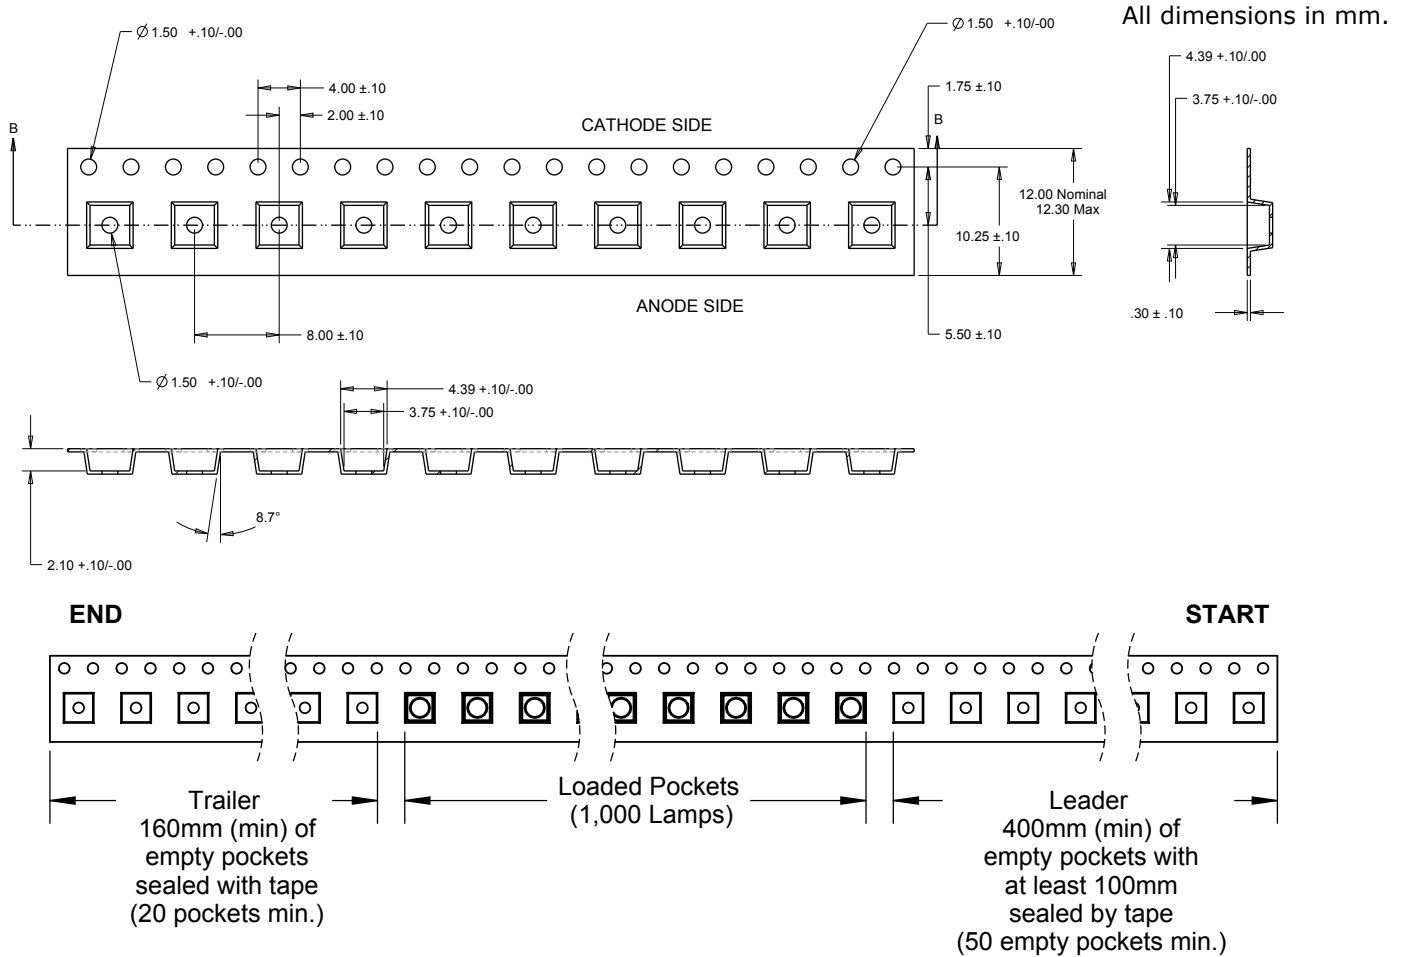 All dimensions in mm.
Ø 1.50 +.10/-.00
Ø 1.50 +.10/-00
4.39 +.10/.00
4.00 ±.10
1.75 ±.10
3.75 +.10/-.00
2.00 ±.10
B
CATHODE SIDE
B
12.00 Nominal
12.30 Max
10.25 ±.10
ANODE SIDE
.30 ± .10
8.00 ±.10
5.50 ±.10
Ø 1.50 +.10/-.00
4.39 +.10/-.00
3.75 +.10/-.00
8.7°
2.10 +.10/-.00
END
START
Trailer
160mm (min) of
empty pockets
sealed with tape
(20 pockets min.)
Loaded Pockets
(1,000 Lamps)
Leader
400mm (min) of
empty pockets with
at least 100mm
sealed by tape
(50 empty pockets min.)